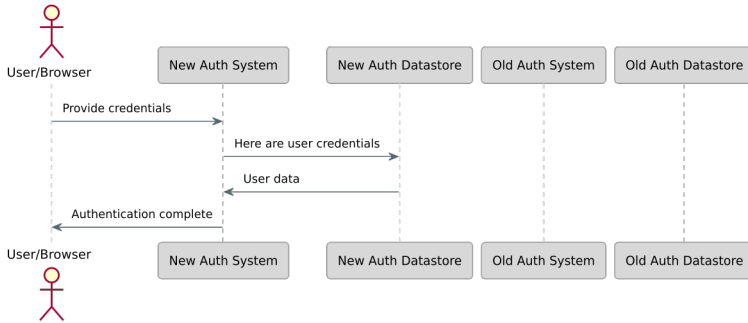 User/Browser
New Auth System
New Auth Datastore
Old Auth System
Old Auth Datastore
Provide credentials
Here are user credentials
User data
Authentication complete
User/Browser
New Auth System
New Auth Datastore
Old Auth System
Old Auth Datastore